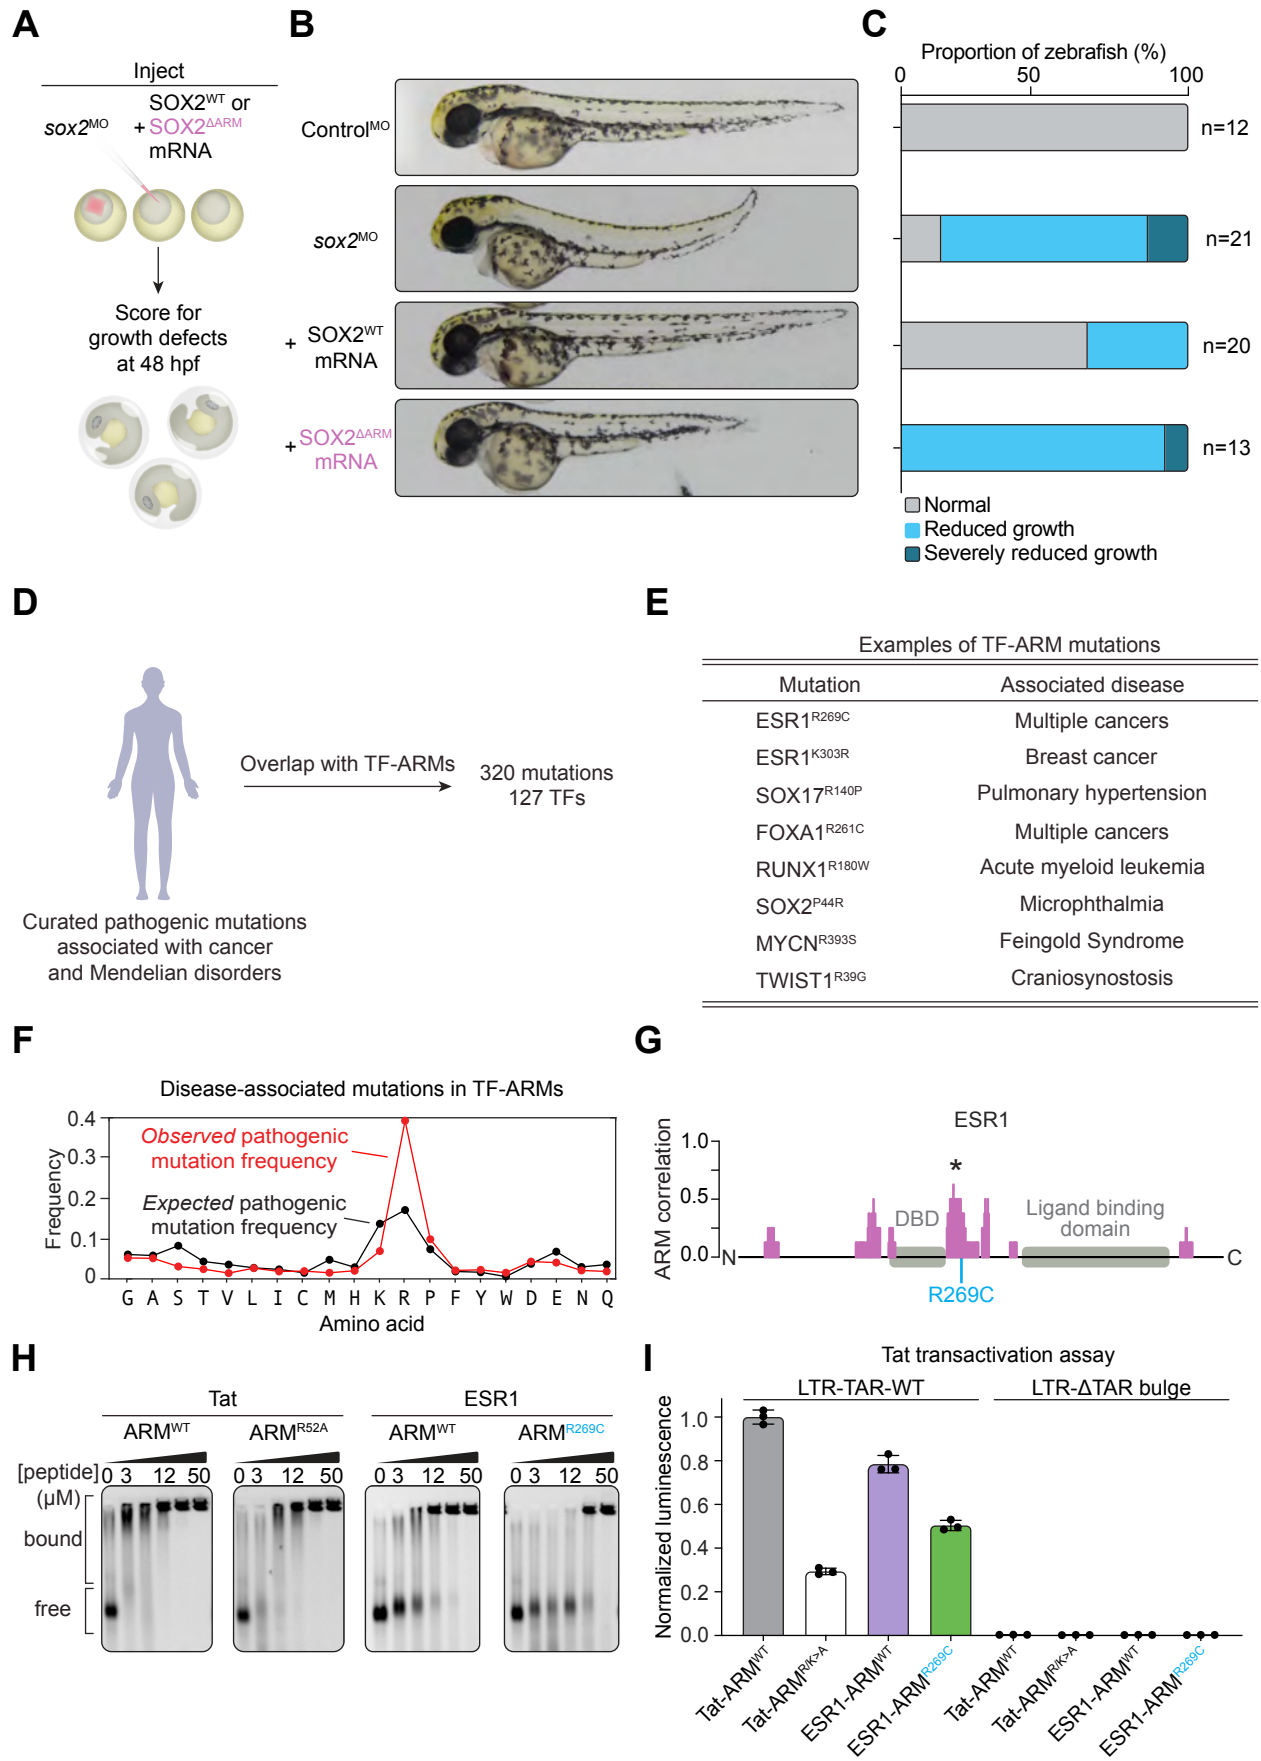 A
Inject
sox2MO + SOX2WT or
SOX2ΔARM
mRNA
Score for
growth defects
at 48 hpf
B
ControlMO
sox2MO
+ SOX2WT
mRNA
+ SOX2ΔARM
mRNA
C
Proportion of zebrafish (%)
0 50 100
n=12
n=21
n=20
n=13
Normal
Reduced growth
Severely reduced growth
D
Overlap with TF-ARMs
320 mutations
127 TFs
Curated pathogenic mutations
associated with cancer
and Mendelian disorders
E
Examples of TF-ARM mutations
Mutation Associated disease
ESR1R269C Multiple cancers
ESR1K303R Breast cancer
SOX17R140P Pulmonary hypertension
FOXA1R261C Multiple cancers
RUNX1R180W Acute myeloid leukemia
SOX2P44R Microphthalmia
MYCNR393S Feingold Syndrome
TWIST1R39G Craniosynostosis
F
Disease-associated mutations in TF-ARMs
Frequency
0.4
0.3
0.2
0.1
0
Observed pathogenic
mutation frequency
Expected pathogenic
mutation frequency
G A S T V L I C M H K R P F Y W D E N Q
Amino acid
G
ESR1
ARM correlation
1.0
0.5
0.0
*
N
DBD
Ligand binding
domain
C
R269C
H
Tat ESR1
ARMWT ARMR52A ARMWT ARMR269C
[peptide] 0 3 12 50 0 3 12 50 0 3 12 50 0 3 12 50
(µM)
bound
free
I
Tat transactivation assay
LTR-TAR-WT LTR-ΔTAR bulge
Normalized luminescence
1.0
0.8
0.6
0.4
0.2
0.0
Tat-ARMWT
Tat-ARMR/K>A
ESR1-ARMWT
ESR1-ARMR269C
Tat-ARMWT
Tat-ARMR/K>A
ESR1-ARMWT
ESR1-ARMR269C